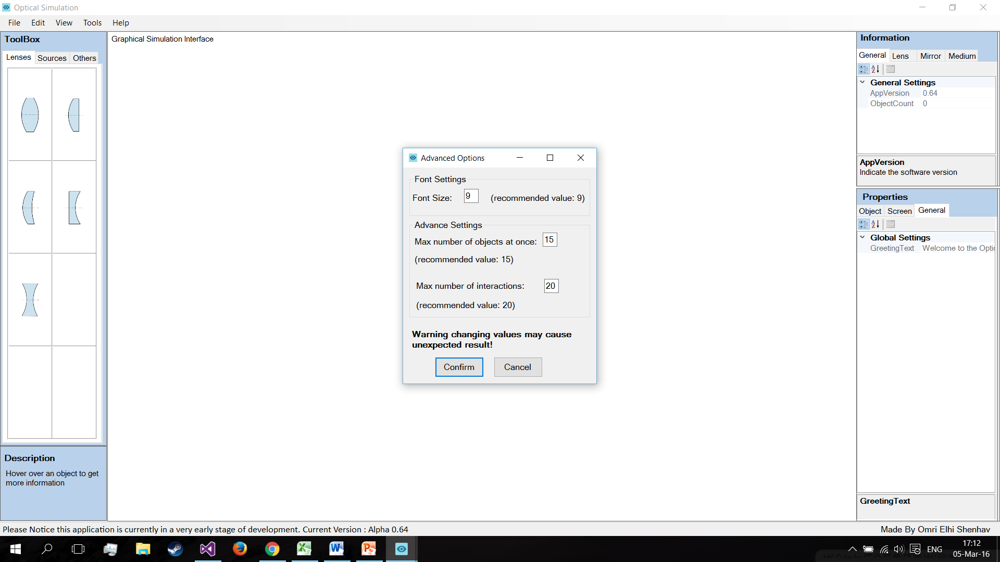 Optical Simulation
File Edit View Tools Help
ToolBox
Lenses Sources Others
Graphical Simulation Interface
Information
General Lens Mirror Medium
General Settings
AppVersion 0.64
ObjectCount 0
AppVersion
Indicate the software version
Properties
Object Screen General
Global Settings
GreetingText Welcome to the Optic
GreetingText
Advanced Options
Font Settings
Font Size: 9 (recommended value: 9)
Advance Settings
Max number of objects at once: 15
(recommended value: 15)
Max number of interactions: 20
(recommended value: 20)
Warning changing values may cause
unexpected result!
Confirm Cancel
Description
Hover over an object to get
more information
Please Notice this application is currently in a very early stage of development. Current Version : Alpha 0.64
Made By Omri Elhi Shenhav
ENG
17:12
05-Mar-16